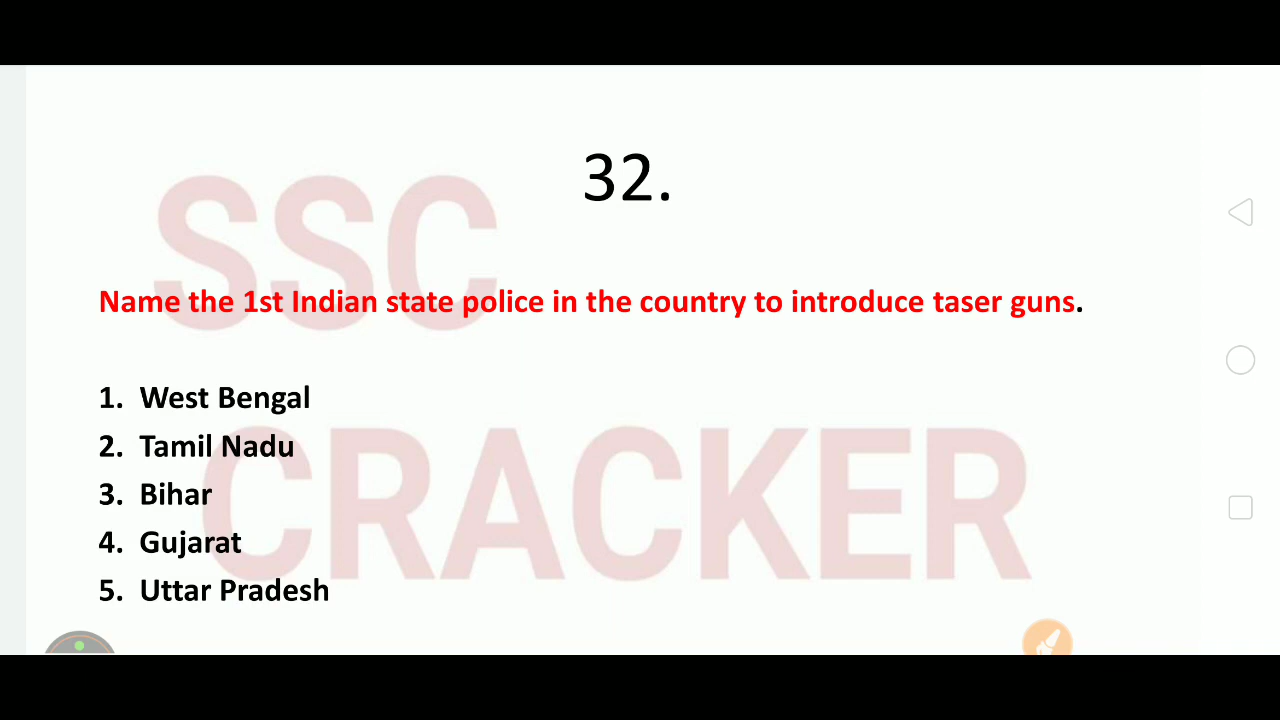 SSC
32.
Name the 1st Indian state police in the country to introduce taser guns.
CRACKER
1. West Bengal
2. Tamil Nadu
3. Bihar
4. Gujarat
5. Uttar Pradesh